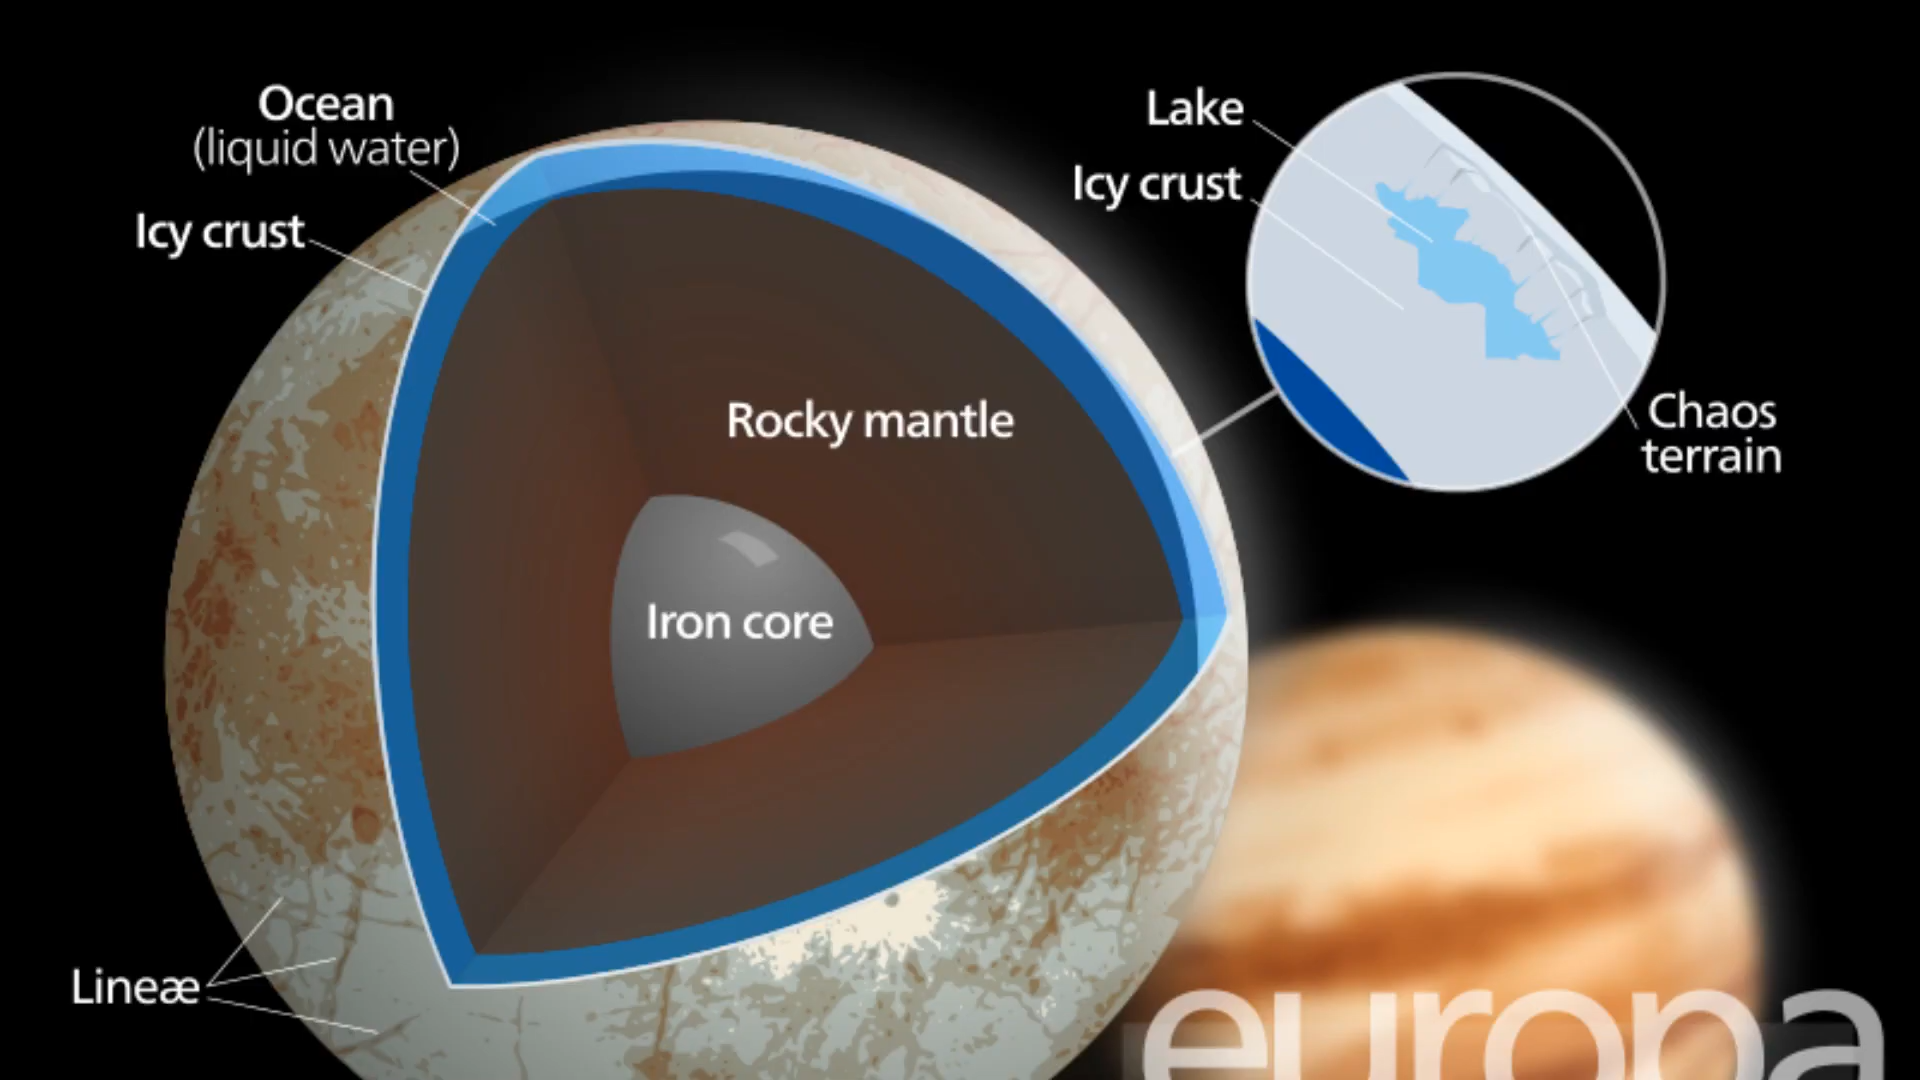 Ocean
(liquid water)
Icy crust
Lake
Icy crust
Rocky mantle
Chaos
terrain
Iron core
Lineæ
europa